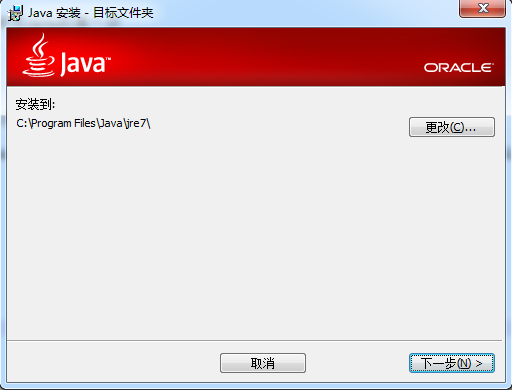 Java 安装 - 目标文件夹
Java™
ORACLE
安装到:
C:\Program Files\Java\jre7\
更改(C)...
取消
下一步(N) >